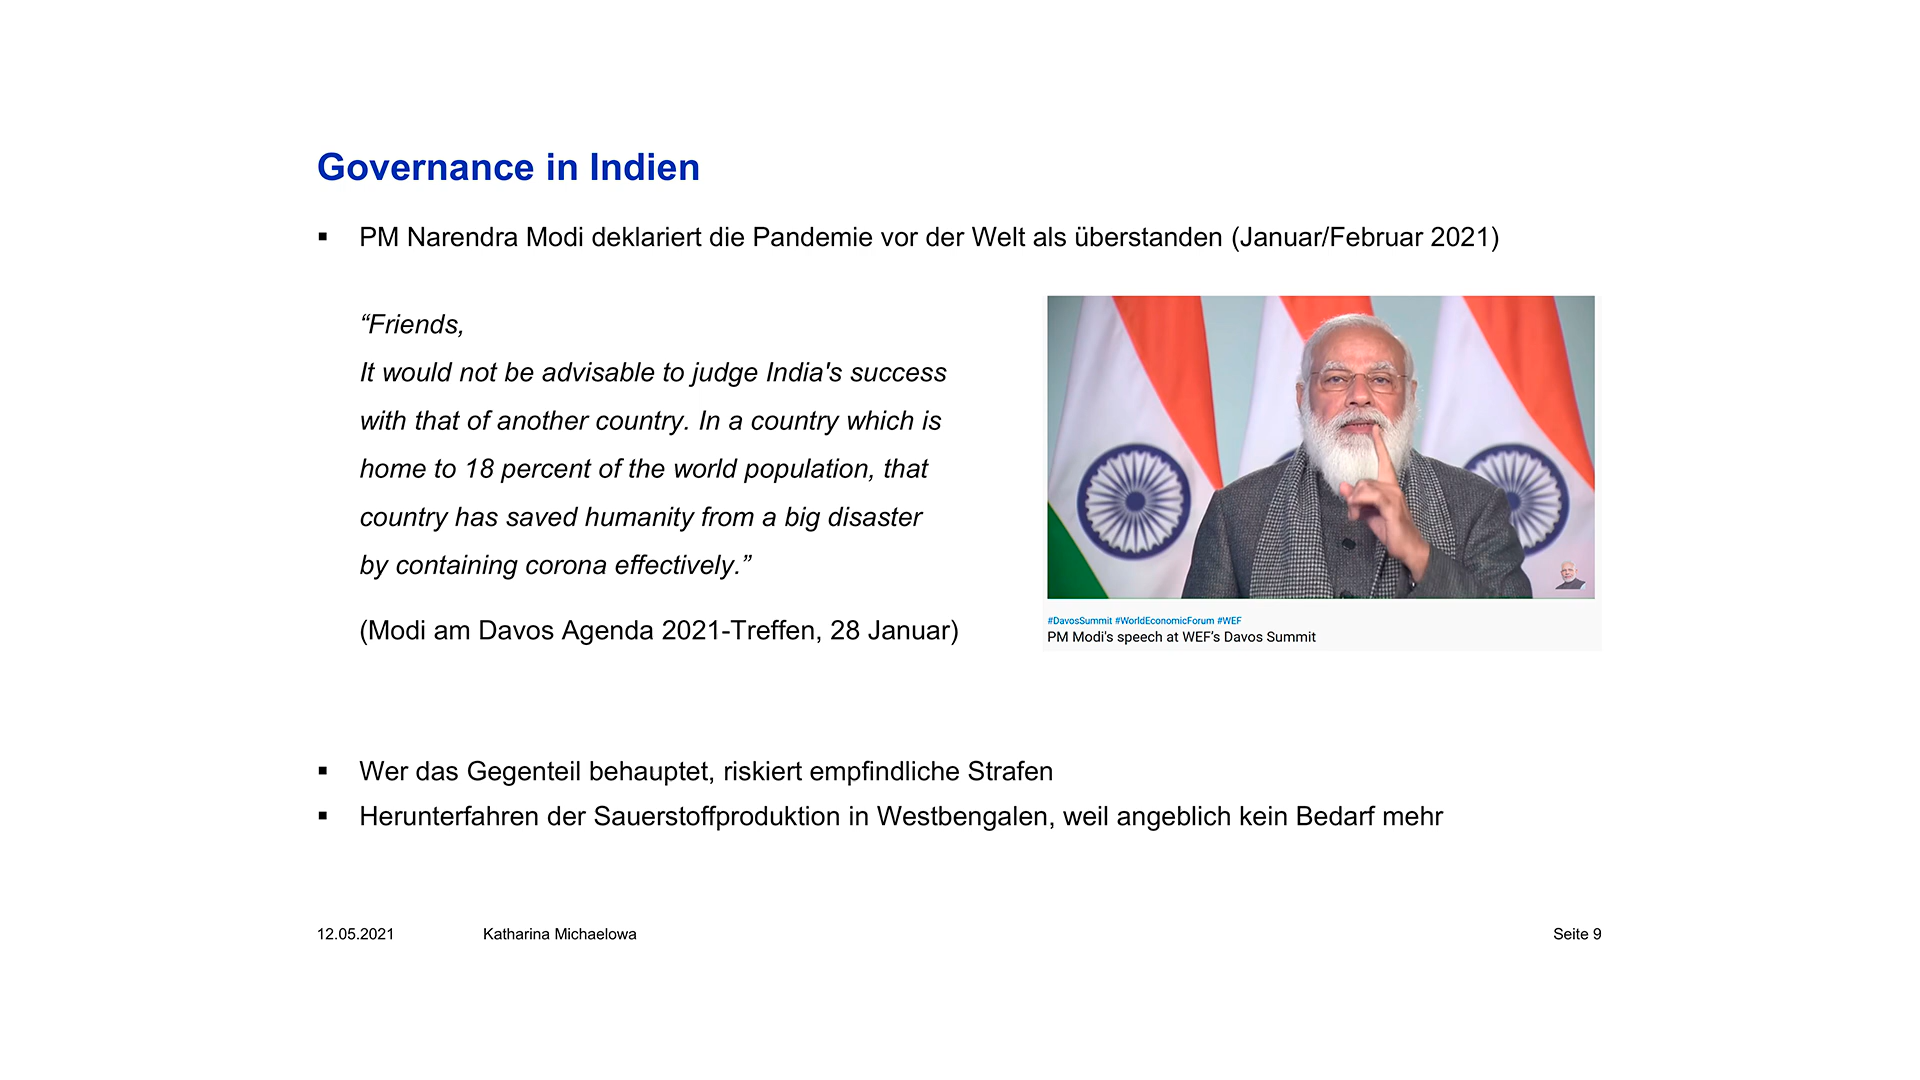 Governance in Indien
▪ PM Narendra Modi deklariert die Pandemie vor der Welt als überstanden (Januar/Februar 2021)
“Friends,
It would not be advisable to judge India's success
with that of another country. In a country which is
home to 18 percent of the world population, that
country has saved humanity from a big disaster
by containing corona effectively.”
(Modi am Davos Agenda 2021-Treffen, 28 Januar)
#DavosSummit #WorldEconomicForum #WEF
PM Modi's speech at WEF's Davos Summit
▪ Wer das Gegenteil behauptet, riskiert empfindliche Strafen
▪ Herunterfahren der Sauerstoffproduktion in Westbengalen, weil angeblich kein Bedarf mehr
12.05.2021 Katharina Michaelowa Seite 9